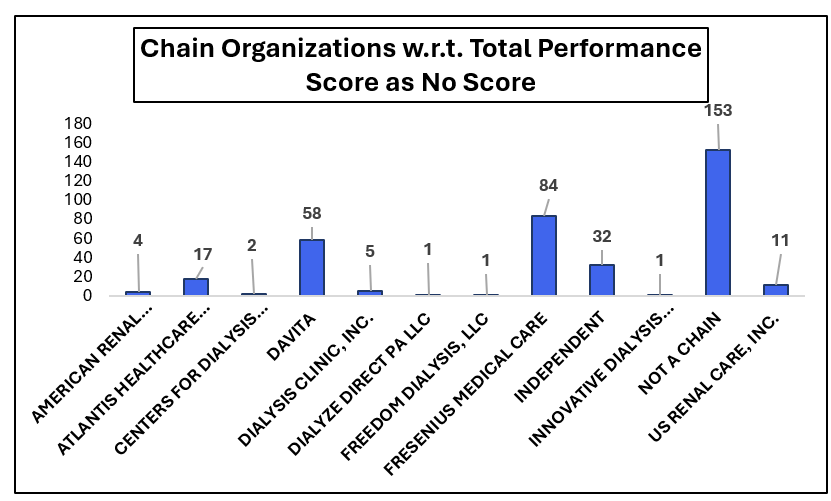 Chain Organizations w.r.t. Total Performance
Score as No Score
180
160
140
120
100
80
60
40
20
0
4
17
2
58
5
1
1
84
32
1
153
11
AMERICAN RENAL...
ATLANTIS HEALTHCARE...
CENTERS FOR DIALYSIS...
DAVITA
DIALYSIS CLINIC, INC.
DIALYZE DIRECT PA LLC
FREEDOM DIALYSIS, LLC
FRESENIUS MEDICAL CARE
INDEPENDENT
INNOVATIVE DIALYSIS...
NOT A CHAIN
US RENAL CARE, INC.